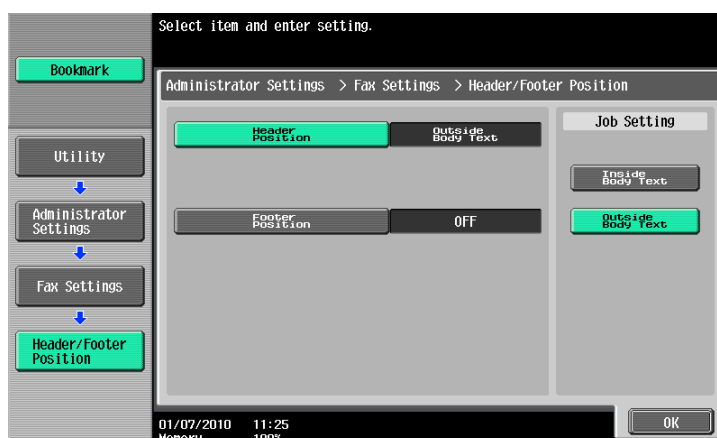 Select item and enter setting.
Bookmark
Administrator Settings > Fax Settings > Header/Footer Position
Header
Position
Outside
Body Text
Job Setting
Utility
Inside
Body Text
Administrator
Settings
Footer
Position
OFF
Outside
Body Text
Fax Settings
Header/Footer
Position
01/07/2010 11:25
Memory 100%
OK